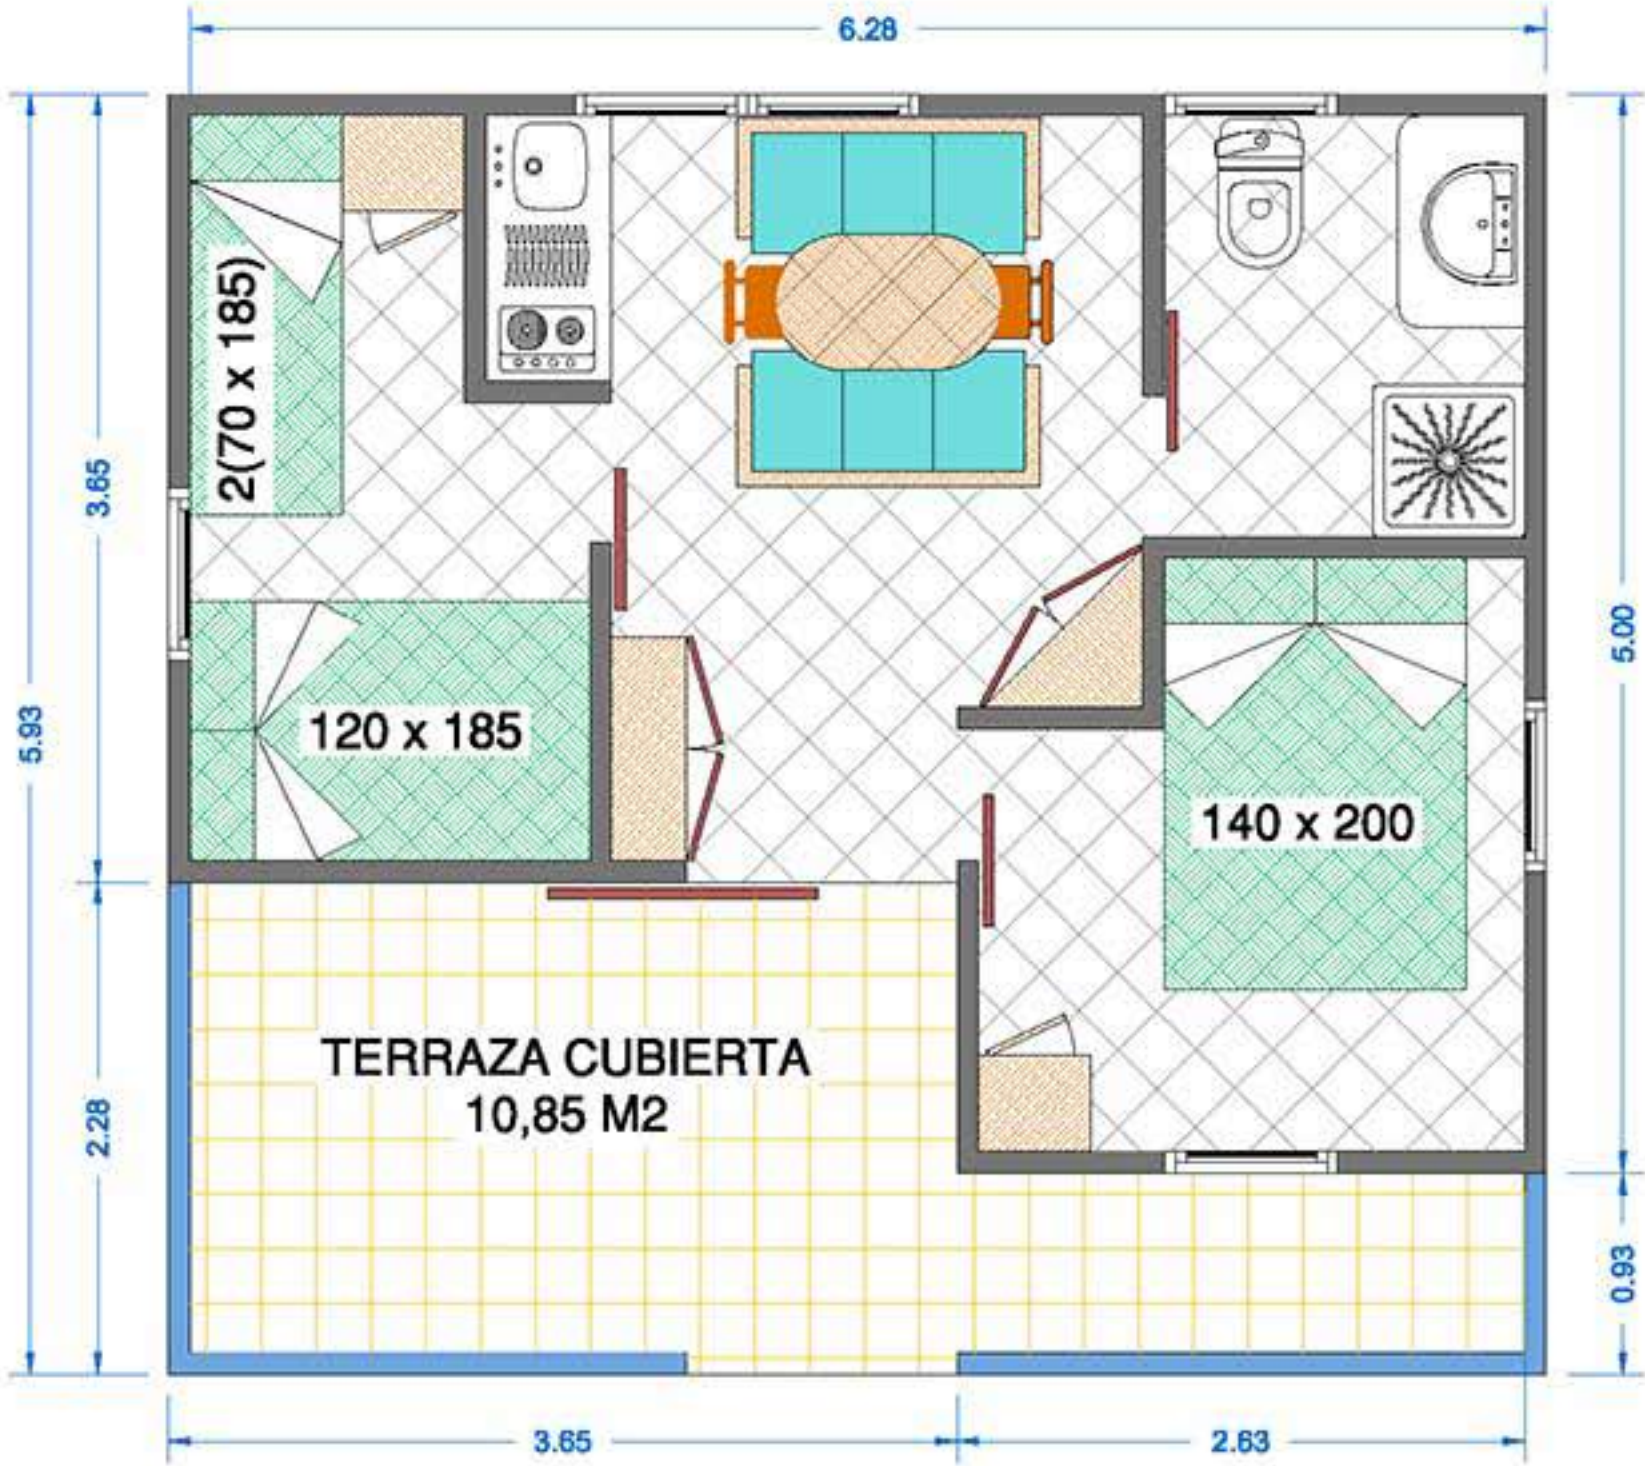 6.28
2(70 x 185)
3.65
5.93
5.00
120 x 185
140 x 200
TERRAZA CUBIERTA
10,85 M2
2.28
0.93
3.65
2.63